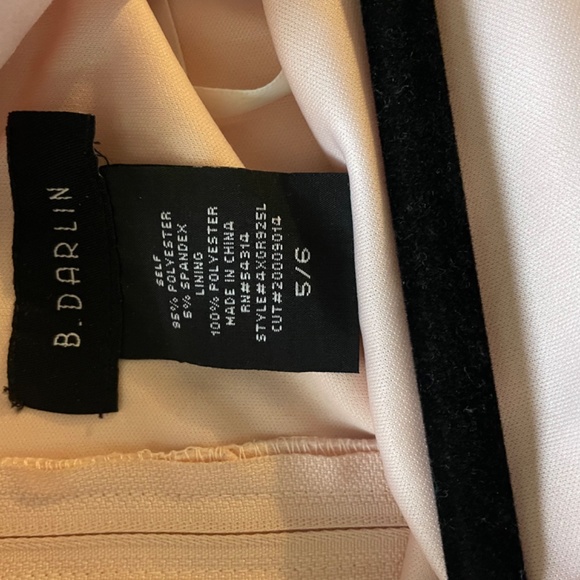 B. DARLIN
SELF
95% POLYESTER
5% SPANDEX
LINING
100% POLYESTER
MADE IN CHINA
RN#54314
STYLE#4XGR925L
CUT#20009014
5/6